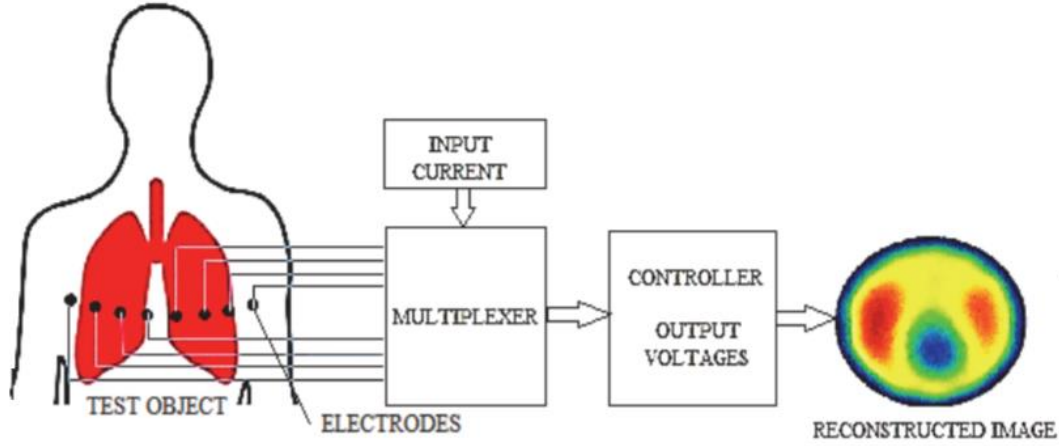 INPUT
CURRENT
MULTIPLEXER
CONTROLLER
OUTPUT
VOLTAGES
TEST OBJECT
ELECTRODES
RECONSTRUCTED IMAGE